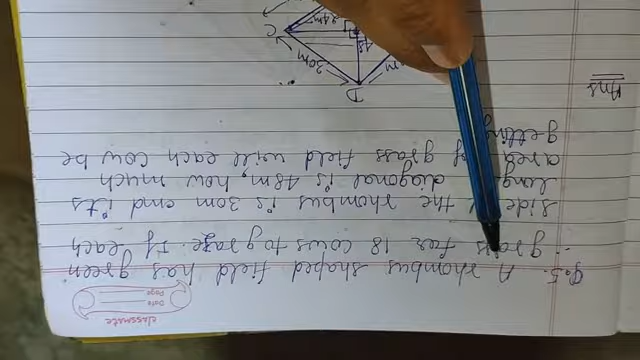 classmate
Date
Page
Q.5. A rhombus shaped field has green
grass for 18 cows to graze. If each
side of the rhombus is 30m and its
longer diagonal is 48m, how much
area of grass field will each cow be
getting
Ans
D
30m
C
24m
48
m